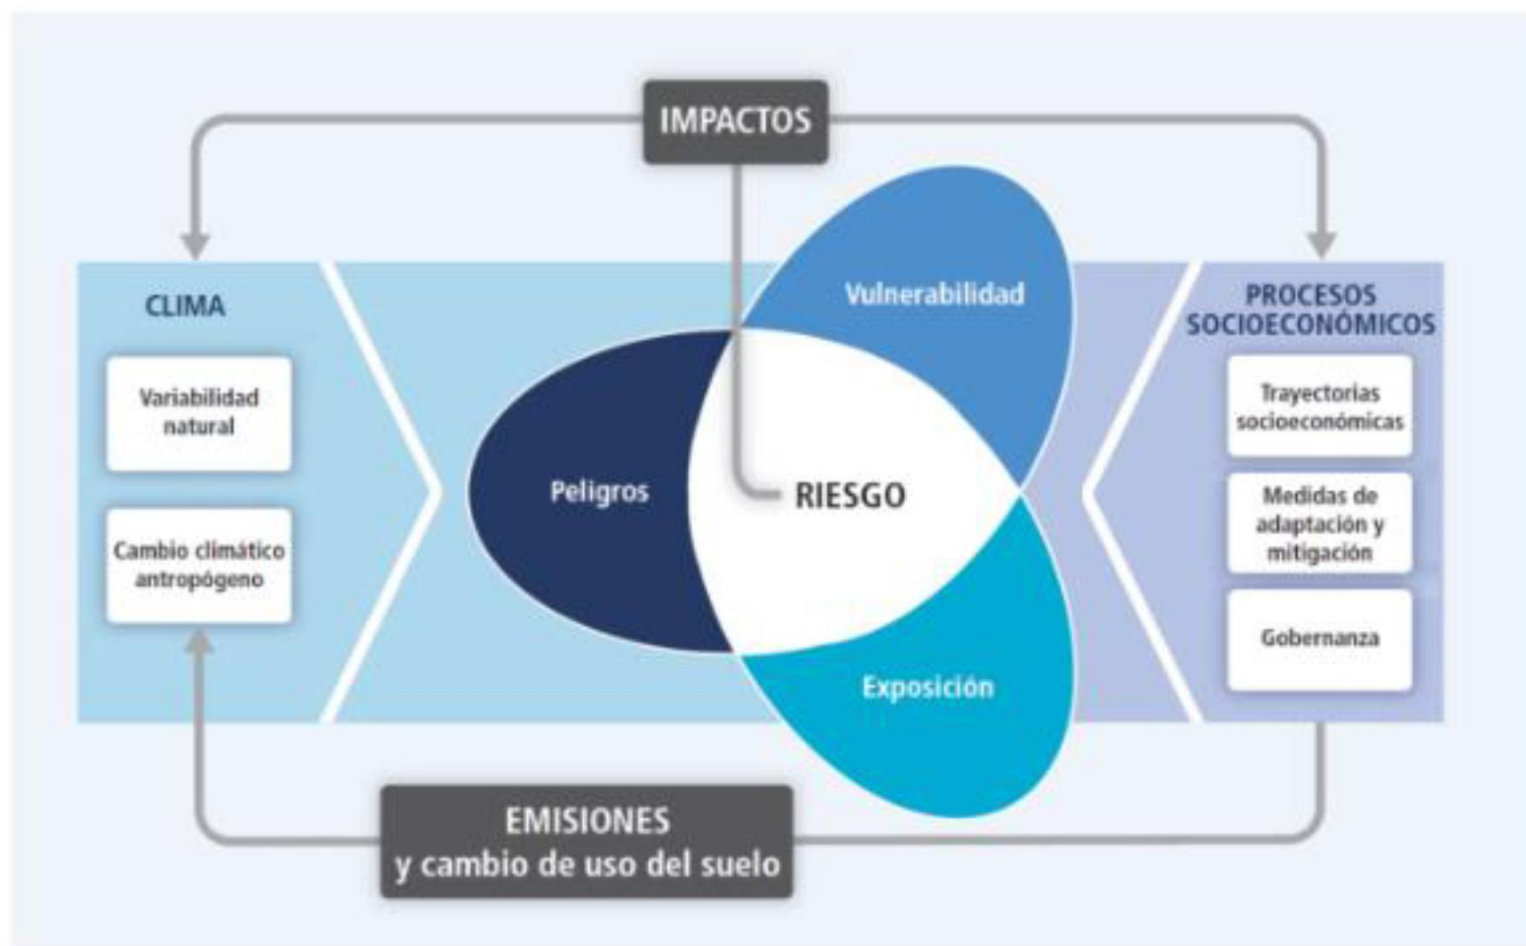 IMPACTOS
CLIMA
Variabilidad
natural
Cambio climático
antropógeno
Vulnerabilidad
Peligros
RIESGO
Exposición
PROCESOS
SOCIOECONÓMICOS
Trayectorias
socioeconómicas
Medidas de
adaptación y
mitigación
Gobernanza
EMISIONES
y cambio de uso del suelo